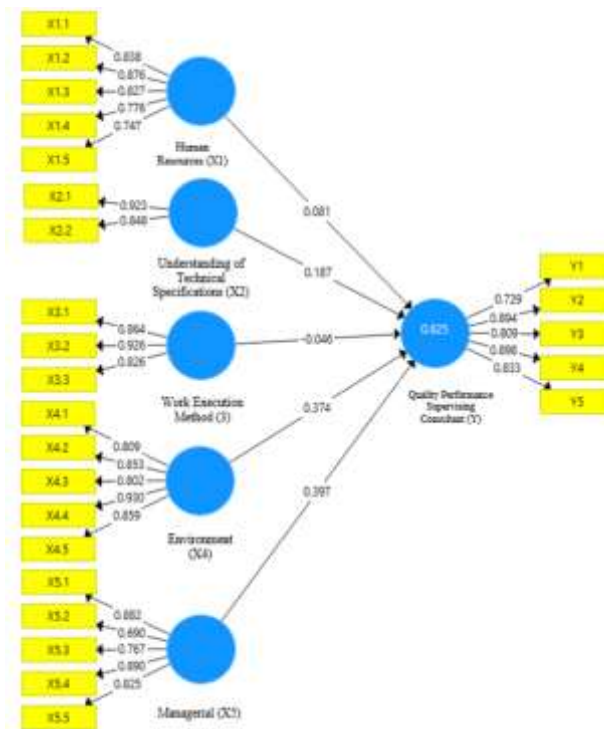 X1.1
X1.2
X1.3
X1.4
X1.5
0.838
0.876
0.827
0.776
0.747
Human
Resources (X1)
0.081
X2.1
X2.2
0.923
0.848
Understanding of
Technical
Specifications (X2)
0.187
X3.1
X3.2
X3.3
0.864
0.926
0.826
Work Execution
Method (3)
-0.046
X4.1
X4.2
X4.3
X4.4
X4.5
0.809
0.853
0.802
0.930
0.859
Environment
(X4)
0.374
X5.1
X5.2
X5.3
X5.4
X5.5
0.882
0.690
0.767
0.890
0.825
Managerial (X5)
0.397
0.825
Quality Performance
Supervising
Consultant (Y)
0.729
0.894
0.809
0.898
0.833
Y1
Y2
Y3
Y4
Y5